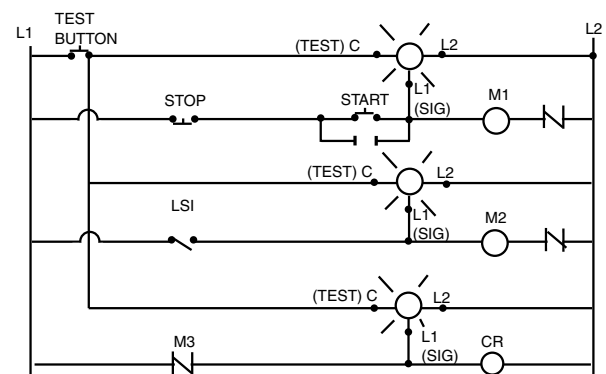 L1
TEST
BUTTON
(TEST) C
L2
L2
STOP
START
L1
(SIG)
M1
(TEST) C
L2
LSI
L1
(SIG)
M2
(TEST) C
L2
M3
L1
(SIG)
CR